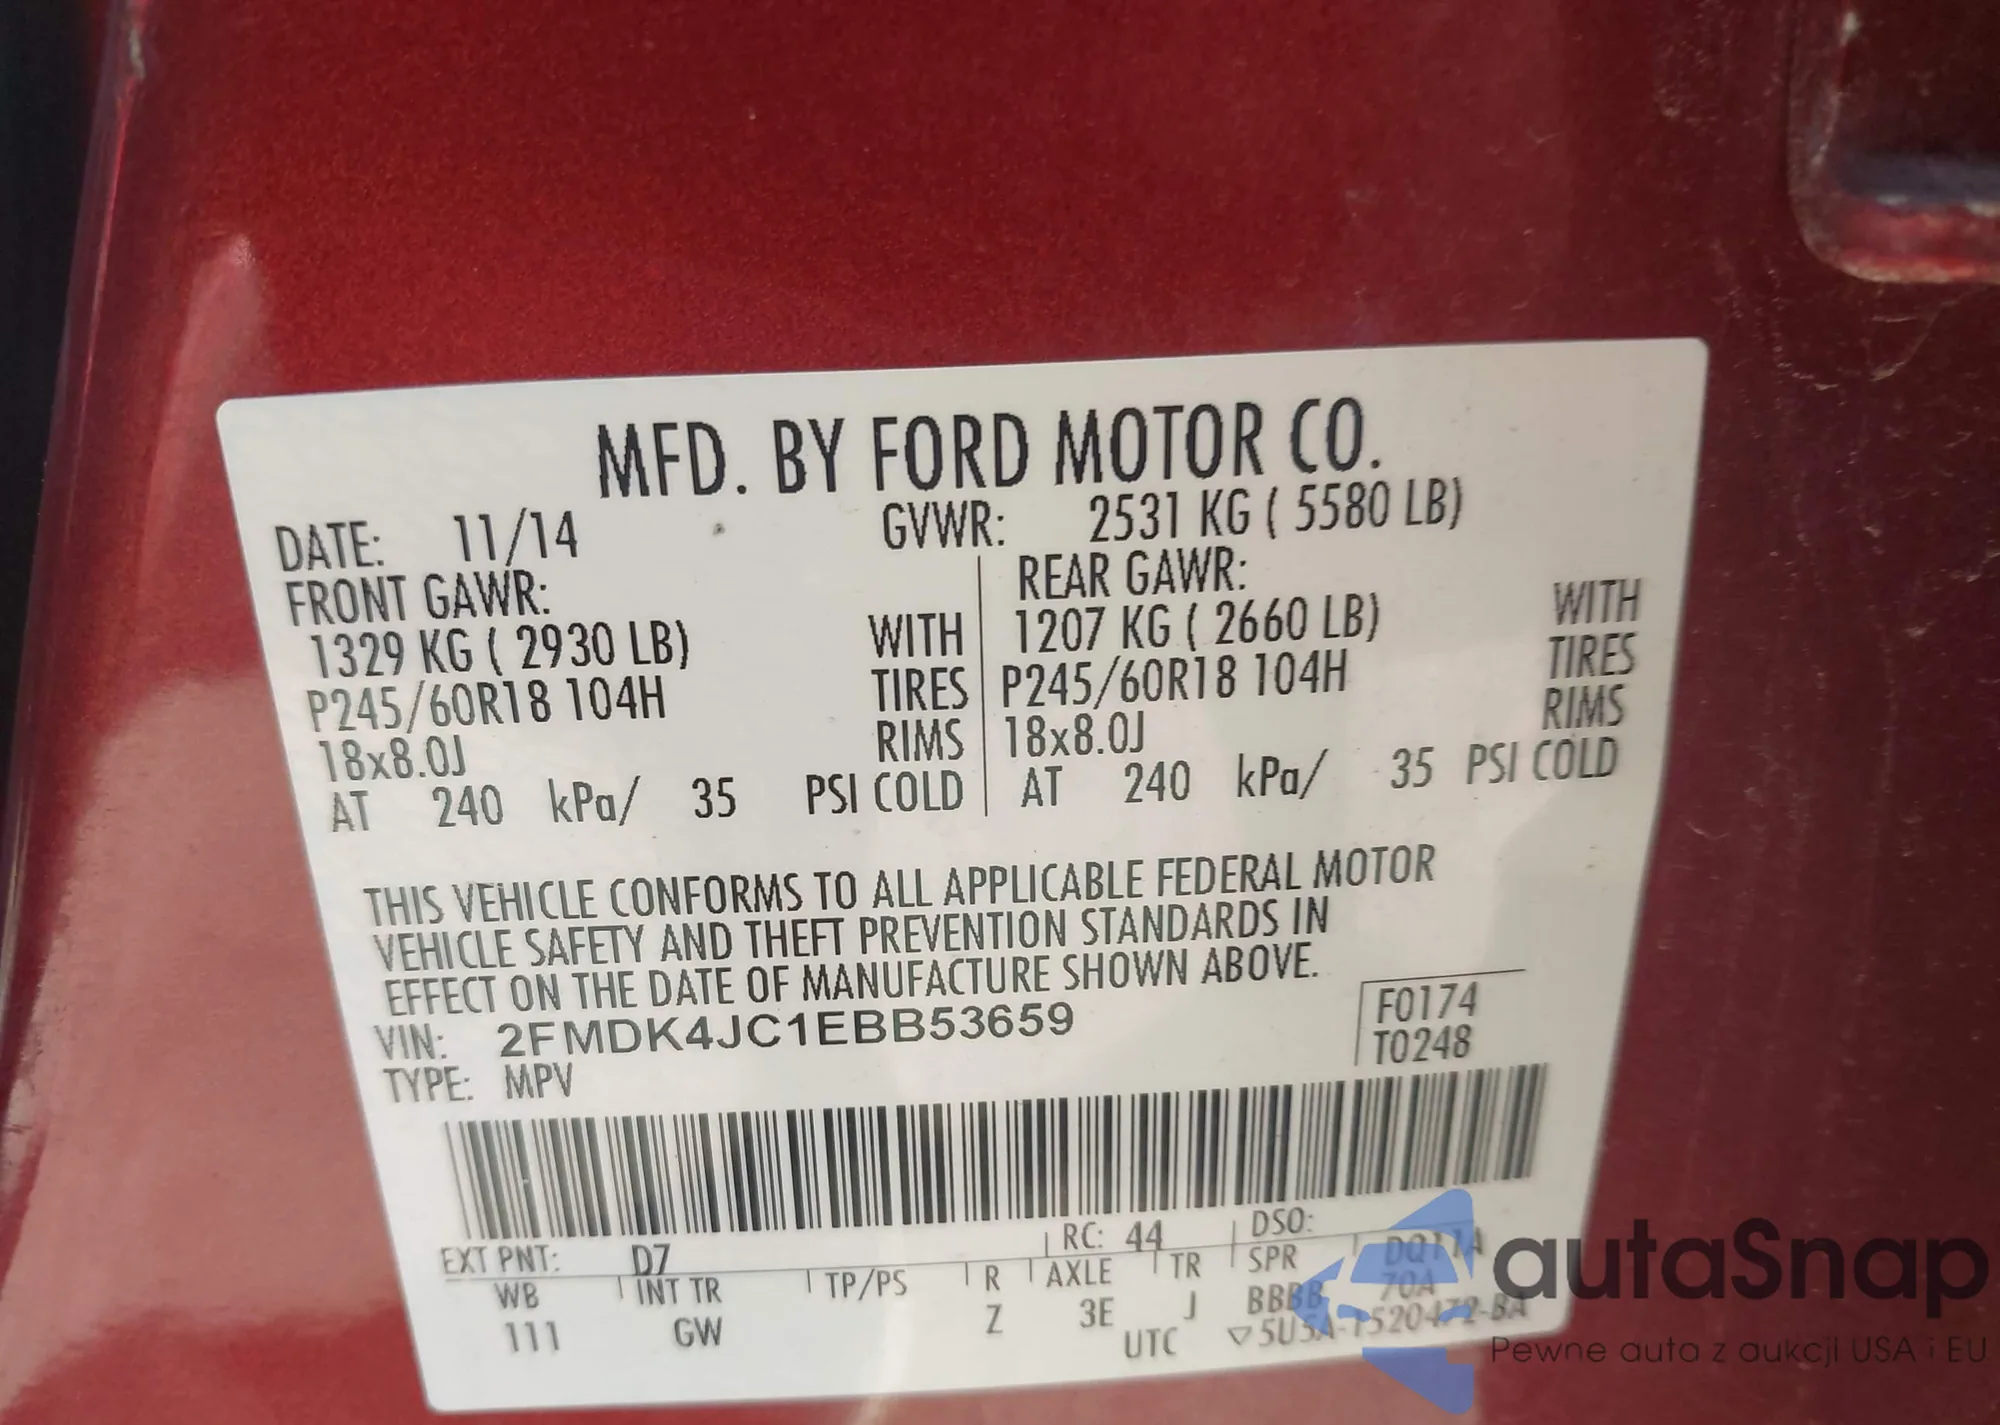 MFD. BY FORD MOTOR CO.
DATE: 11/14 GVWR: 2531 KG ( 5580 LB)
FRONT GAWR: REAR GAWR:
1329 KG ( 2930 LB) WITH 1207 KG ( 2660 LB) WITH
P245/60R18 104H TIRES P245/60R18 104H TIRES
18x8.0J RIMS 18x8.0J RIMS
AT 240 kPa/ 35 PSI COLD AT 240 kPa/ 35 PSI COLD
THIS VEHICLE CONFORMS TO ALL APPLICABLE FEDERAL MOTOR
VEHICLE SAFETY AND THEFT PREVENTION STANDARDS IN
EFFECT ON THE DATE OF MANUFACTURE SHOWN ABOVE.
VIN: 2FMDK4JC1EBB53659 F0174
TYPE: MPV T0248
EXT PNT: D7 RC: 44 DSO:
WB INT TR TP/PS R AXLE TR SPR DQ11A
111 GW Z 3E J BBBB 70A
UTC ▽5U5A-1520472-BA
autaSnap
Pewne auta z aukcji USA i EU